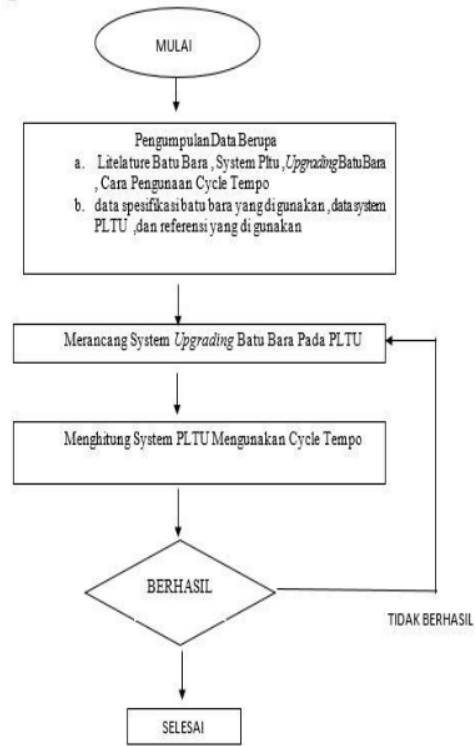 MULAI
Pengumpulan Data Berupa
a. Litelature Batu Bara , System Pltu , Upgrading Batu Bara
, Cara Pengunaan Cycle Tempo
b. data spesifikasi batu bara yang di gunakan , data system
PLTU , dan referensi yang di gunakan
Merancang System Upgrading Batu Bara Pada PLTU
Menghitung System PLTU Mengunakan Cycle Tempo
BERHASIL
TIDAK BERHASIL
SELESAI